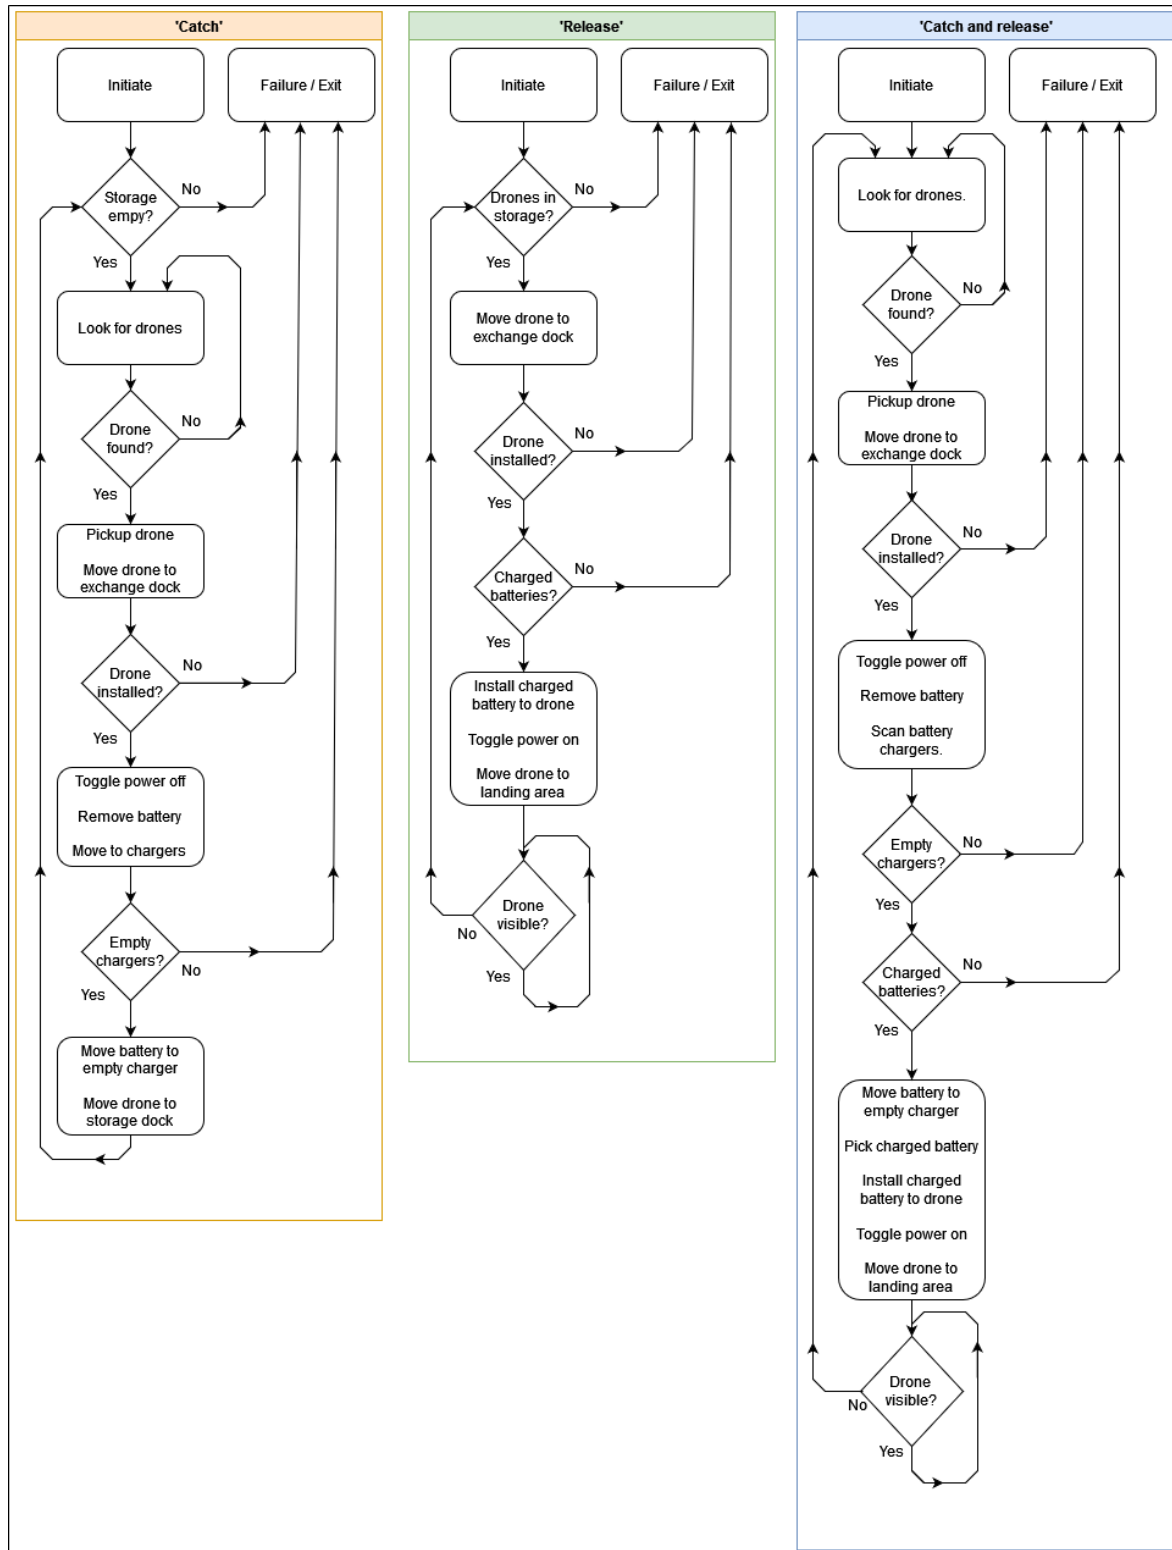 'Catch'
Initiate
Failure / Exit
Storage
empy?
No
Yes
Look for drones
Drone
found?
No
Yes
Pickup drone
Move drone to
exchange dock
Drone
installed?
No
Yes
Toggle power off
Remove battery
Move to chargers
Empty
chargers?
No
Yes
Move battery to
empty charger
Move drone to
storage dock
'Release'
Initiate
Failure / Exit
Drones in
storage?
No
Yes
Move drone to
exchange dock
Drone
installed?
No
Yes
Charged
batteries?
No
Yes
Install charged
battery to drone
Toggle power on
Move drone to
landing area
Drone
visible?
No
Yes
'Catch and release'
Initiate
Failure / Exit
Look for drones.
Drone
found?
No
Yes
Pickup drone
Move drone to
exchange dock
Drone
installed?
No
Yes
Toggle power off
Remove battery
Scan battery
chargers.
Empty
chargers?
No
Yes
Charged
batteries?
No
Yes
Move battery to
empty charger
Pick charged battery
Install charged
battery to drone
Toggle power on
Move drone to
landing area
Drone
visible?
No
Yes